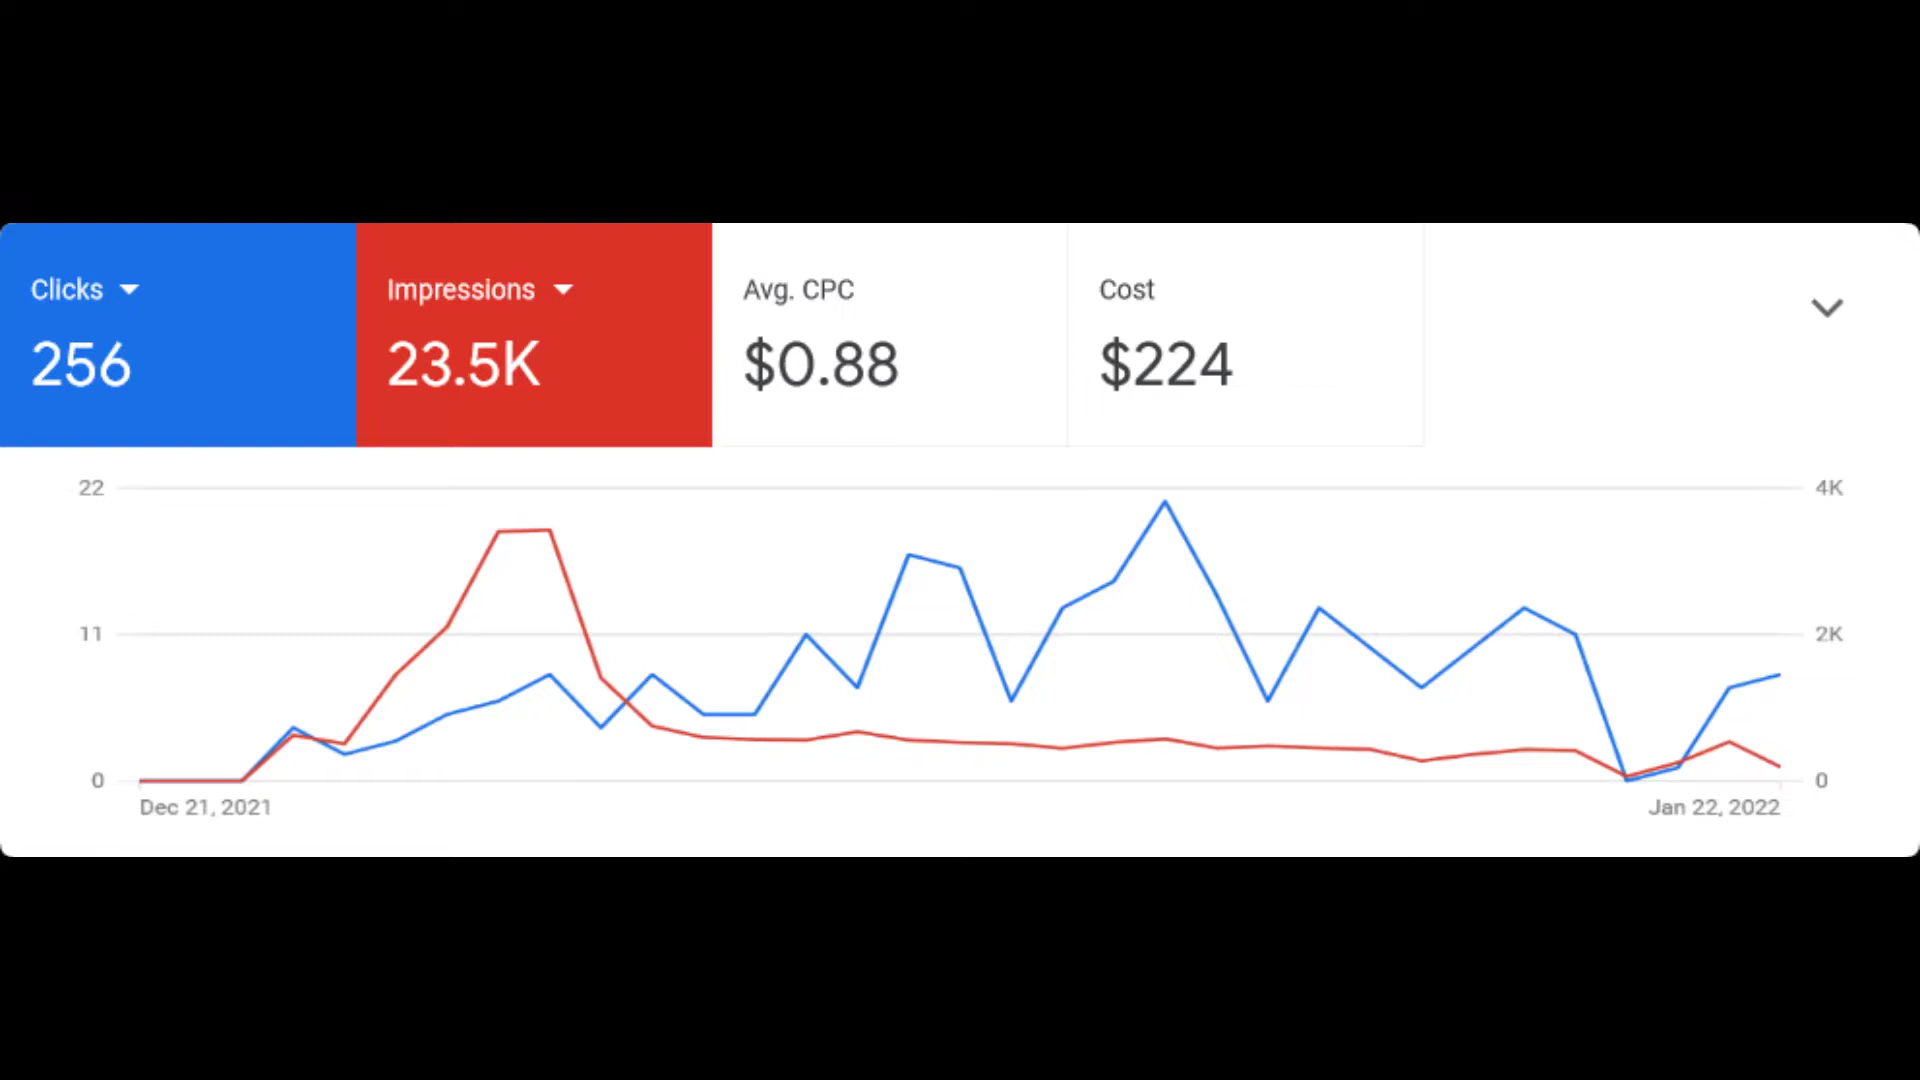 Clicks Impressions Avg. CPC Cost
256 23.5K $0.88 $224
22 4K
11 2K
0 0
Dec 21, 2021 Jan 22, 2022